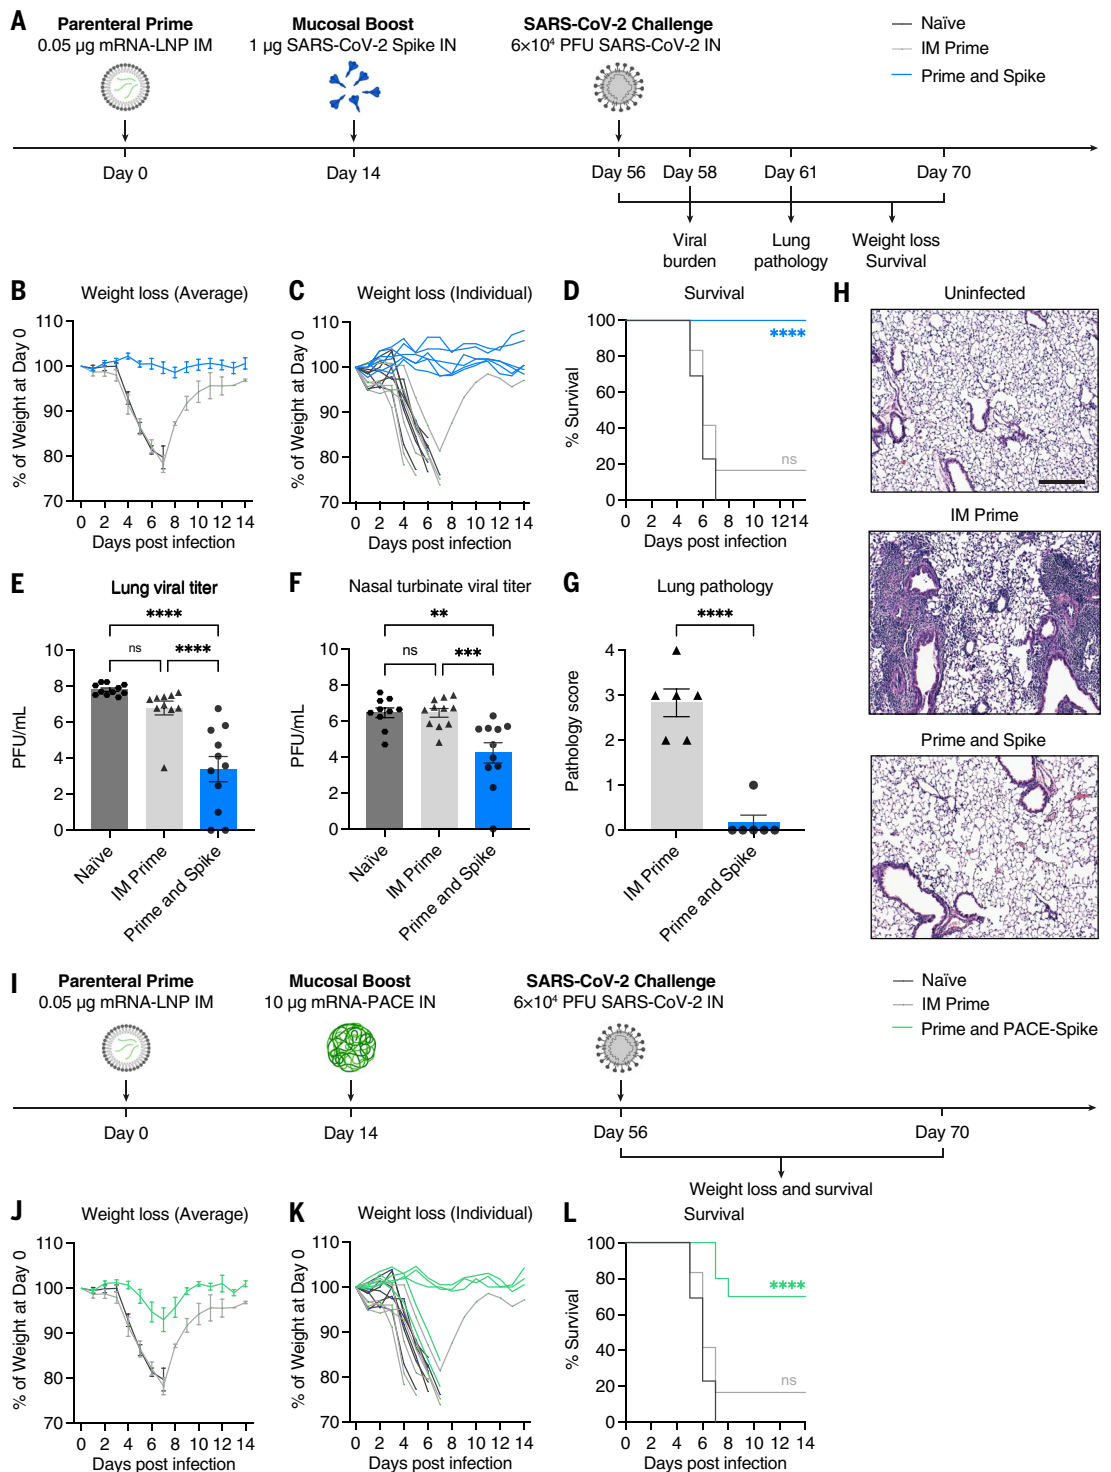 A
Parenteral Prime
0.05 µg mRNA-LNP IM
Mucosal Boost
1 µg SARS-CoV-2 Spike IN
SARS-CoV-2 Challenge
6×10⁴ PFU SARS-CoV-2 IN
Naïve
IM Prime
Prime and Spike
Day 0
Day 14
Day 56
Day 58
Day 61
Day 70
Viral
burden
Lung
pathology
Weight loss
Survival
B
Weight loss (Average)
% of Weight at Day 0
110
100
90
80
70
0 2 4 6 8 10 12 14
Days post infection
C
Weight loss (Individual)
% of Weight at Day 0
110
100
90
80
70
0 2 4 6 8 10 12 14
Days post infection
D
Survival
% Survival
100
80
60
40
20
0
****
ns
0 2 4 6 8 10 12 14
Days post infection
H
Uninfected
IM Prime
Prime and Spike
E
Lung viral titer
****
ns
****
PFU/mL
10
8
6
4
2
0
Naïve
IM Prime
Prime and Spike
F
Nasal turbinate viral titer
**
ns
***
PFU/mL
10
8
6
4
2
0
Naïve
IM Prime
Prime and Spike
G
Lung pathology
****
Pathology score
4
3
2
1
0
IM Prime
Prime and Spike
I
Parenteral Prime
0.05 µg mRNA-LNP IM
Mucosal Boost
10 µg mRNA-PACE IN
SARS-CoV-2 Challenge
6×10⁴ PFU SARS-CoV-2 IN
Naïve
IM Prime
Prime and PACE-Spike
Day 0
Day 14
Day 56
Day 70
Weight loss and survival
J
Weight loss (Average)
% of Weight at Day 0
110
100
90
80
70
0 2 4 6 8 10 12 14
Days post infection
K
Weight loss (Individual)
% of Weight at Day 0
110
100
90
80
70
0 2 4 6 8 10 12 14
Days post infection
L
Survival
% Survival
100
80
60
40
20
0
****
ns
0 2 4 6 8 10 12 14
Days post infection